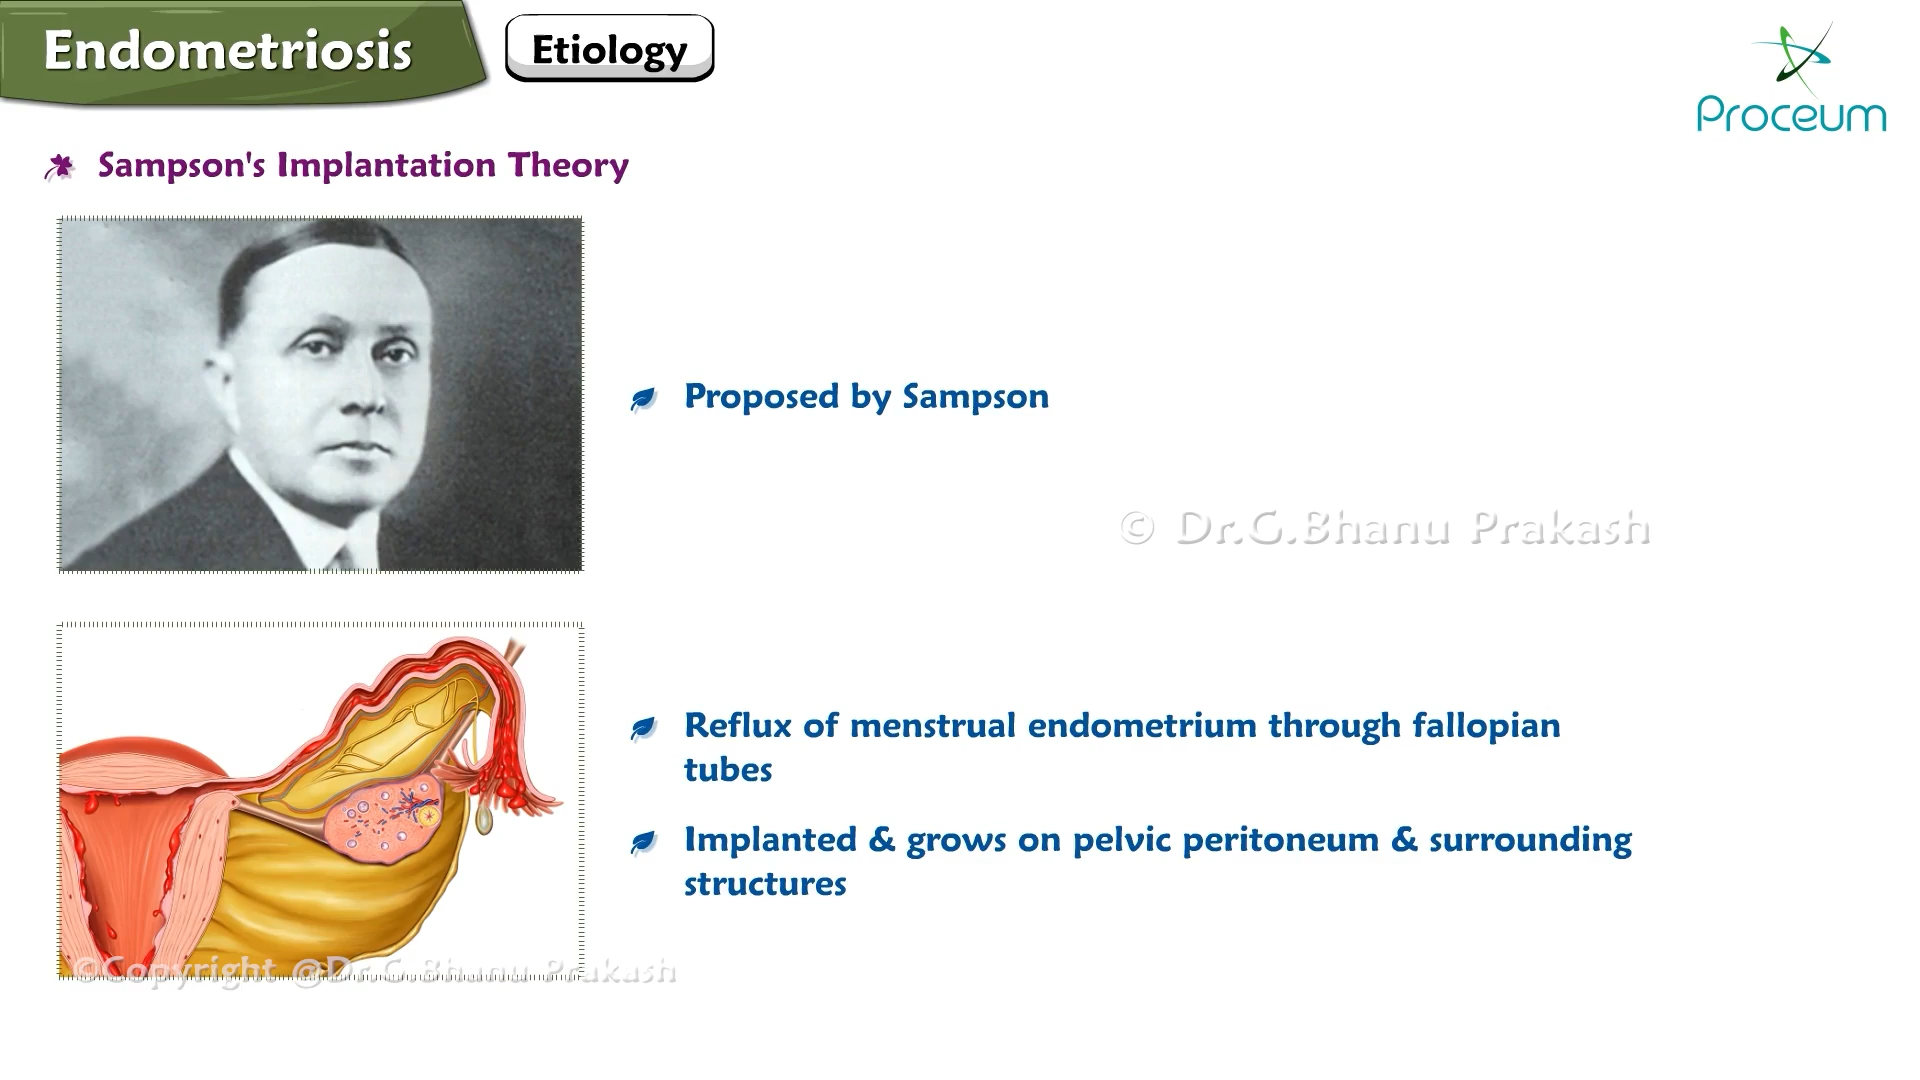 Endometriosis
Etiology
Proceum
Sampson's Implantation Theory
Proposed by Sampson
© Dr.G.Bhanu Prakash
Reflux of menstrual endometrium through fallopian
tubes
Implanted & grows on pelvic peritoneum & surrounding
structures
©Copyright @Dr.G.Bhanu Prakash